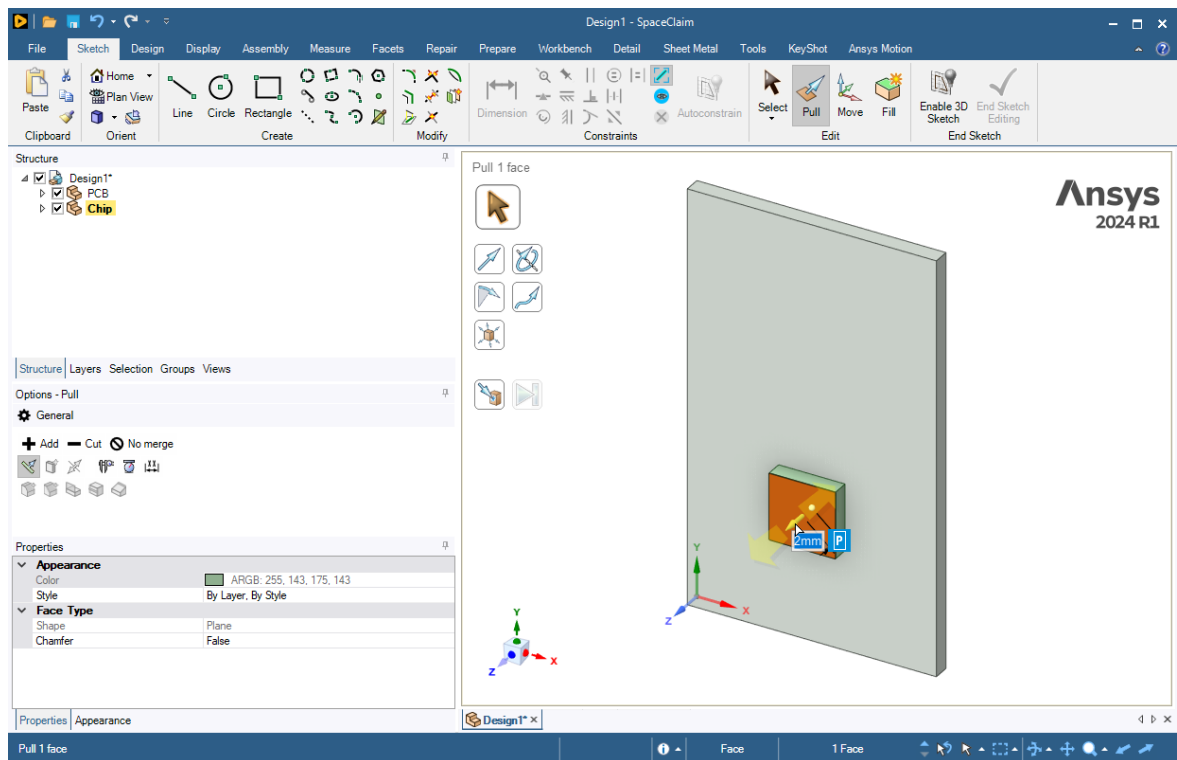 Design1 - SpaceClaim
File Sketch Design Display Assembly Measure Facets Repair Prepare Workbench Detail Sheet Metal Tools KeyShot Ansys Motion
Paste
Home
Plan View
Line Circle Rectangle
Dimension
Autoconstrain
Select Pull Move Fill
Enable 3D Sketch
End Sketch Editing
Clipboard Orient Create Modify Constraints Edit End Sketch
Structure
Design1*
PCB
Chip
Structure Layers Selection Groups Views
Options - Pull
General
Add Cut No merge
Properties
Appearance
Color ARGB: 255, 143, 175, 143
Style By Layer, By Style
Face Type
Shape Plane
Chamfer False
Properties Appearance
Pull 1 face
Ansys
2024 R1
2mm P
Y
X
Z
Y
X
Z
Design1*
Pull 1 face Face 1 Face